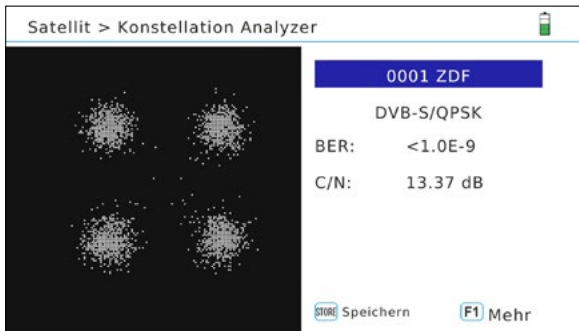 Satellit > Konstellation Analyzer
0001 ZDF
DVB-S/QPSK
BER: <1.0E-9
C/N: 13.37 dB
STORE Speichern F1 Mehr